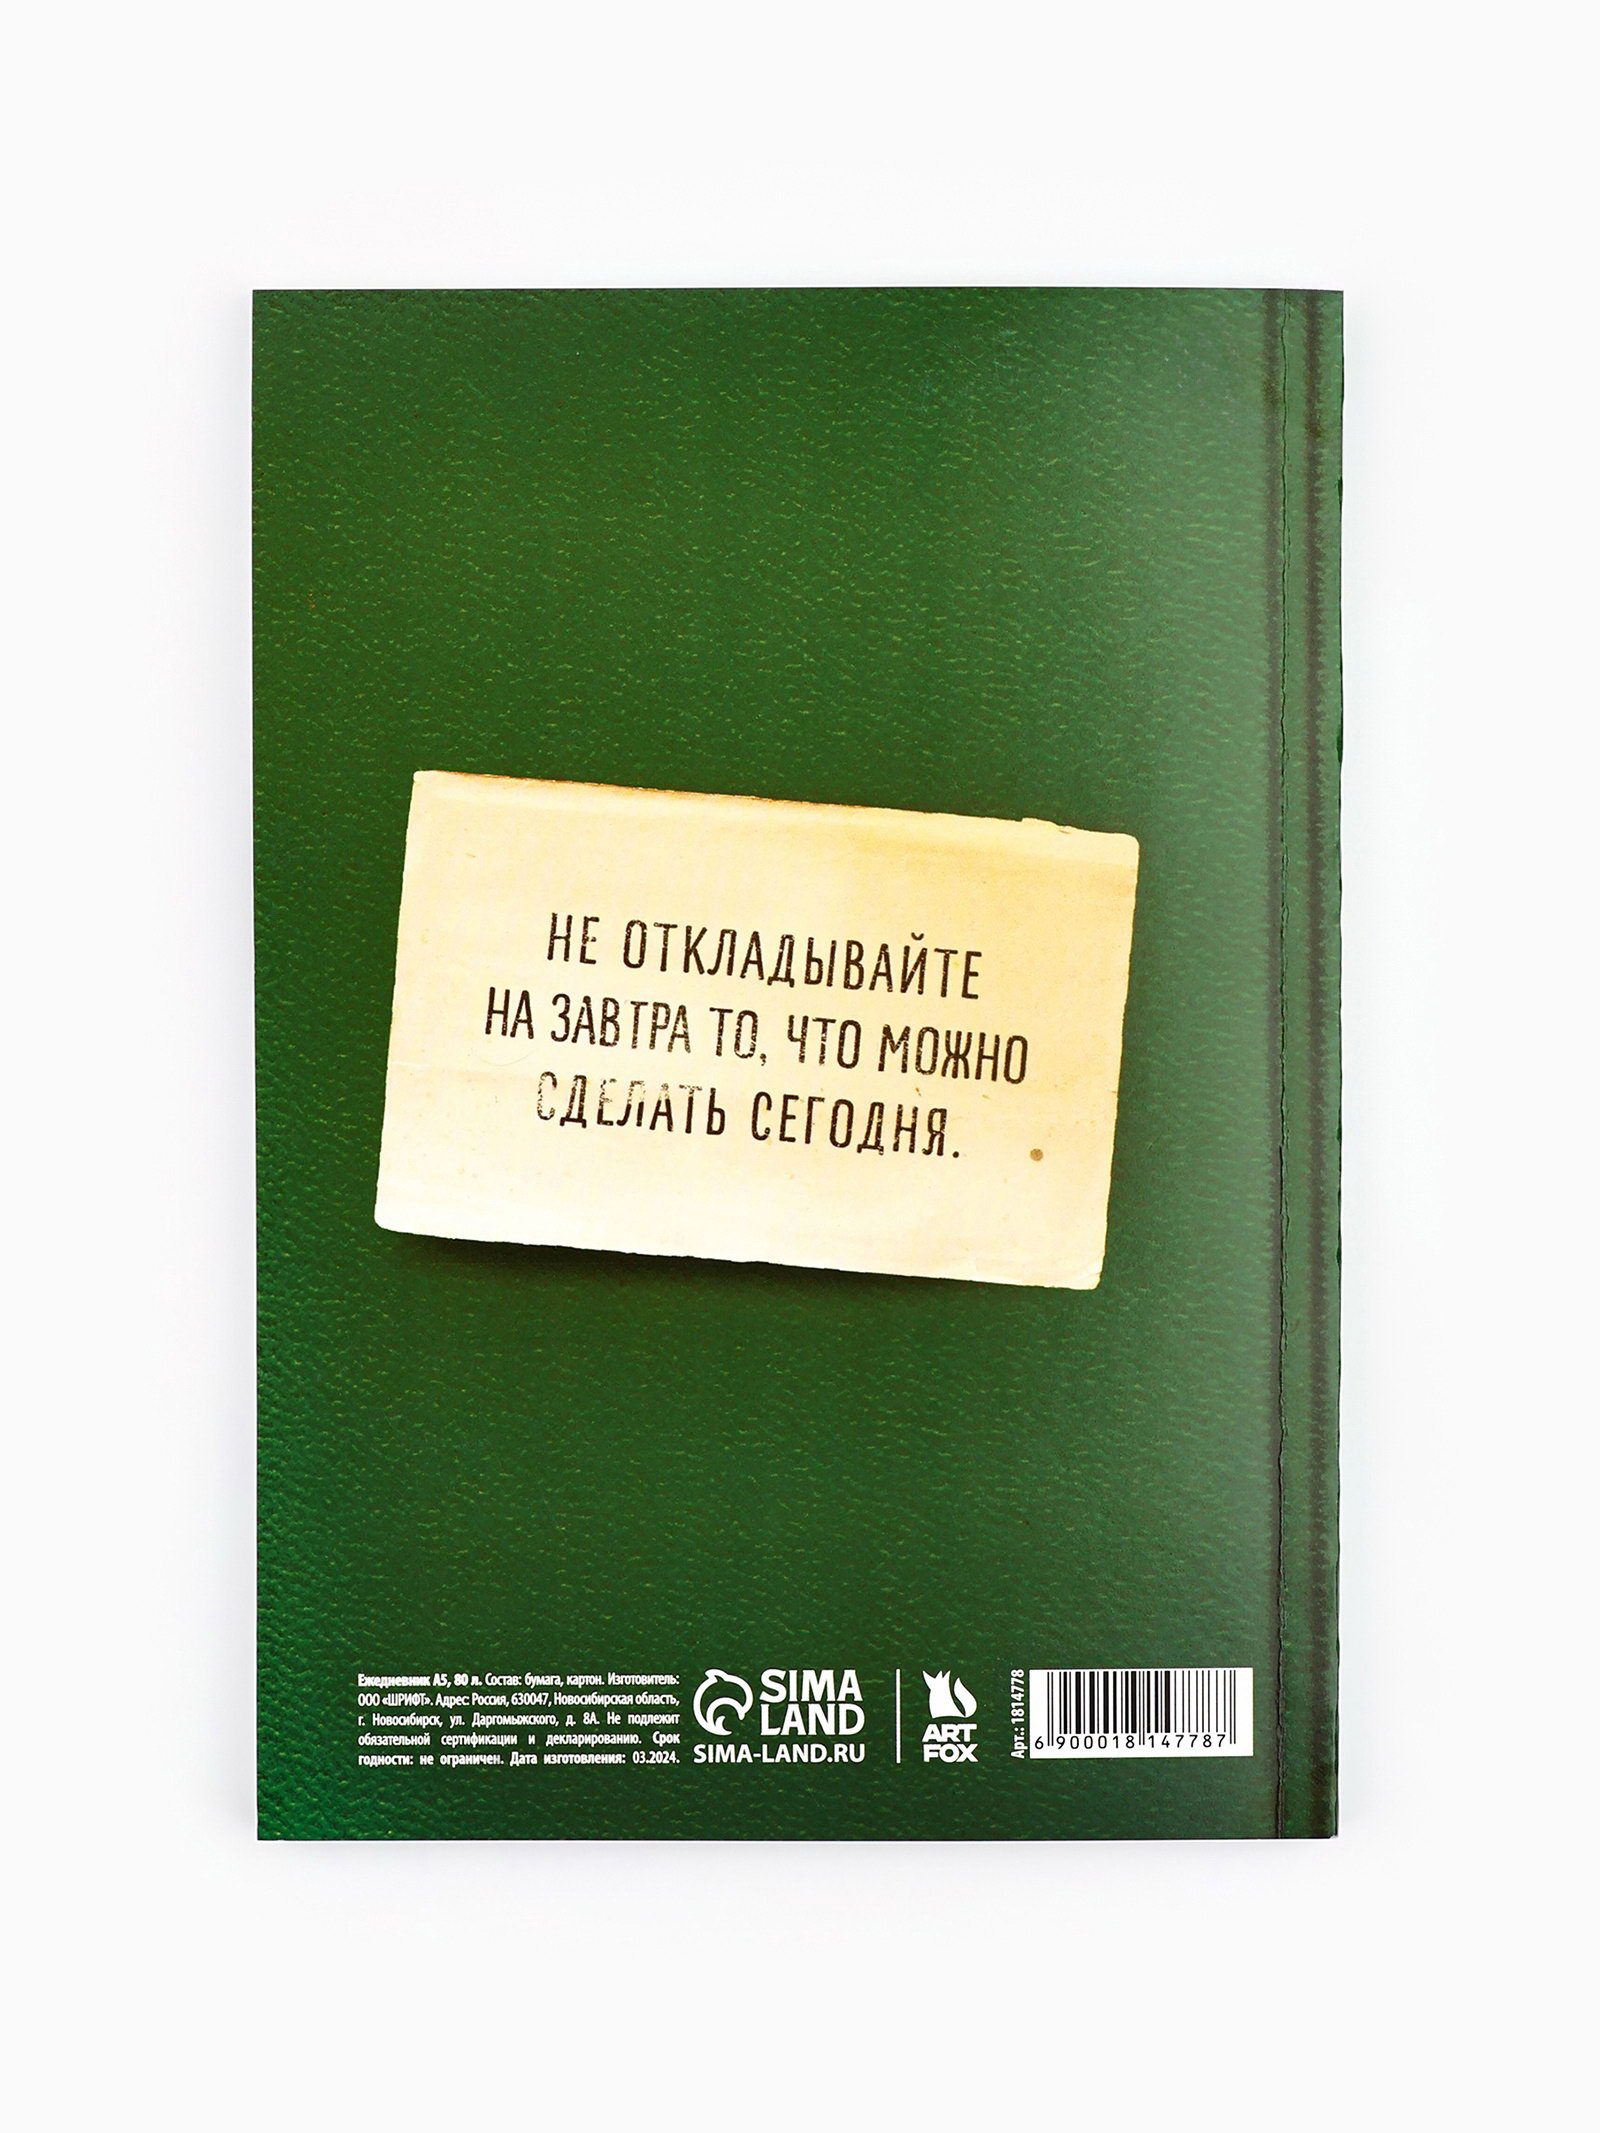 НЕ ОТКЛАДЫВАЙТЕ
НА ЗАВТРА ТО, ЧТО МОЖНО
СДЕЛАТЬ СЕГОДНЯ.
Ежедневник А5, 80 л. Состав: бумага, картон. Изготовитель:
ООО «ШРИФТ». Адрес: Россия, 630047, Новосибирская область,
г. Новосибирск, ул. Даргомыжского, д. 8А. Не подлежит
обязательной сертификации и декларированию. Срок
годности: не ограничен. Дата изготовления: 03.2024.
SIMA
LAND
SIMA-LAND.RU
ART
FOX
Арт.: 1814778
6 900018 147787